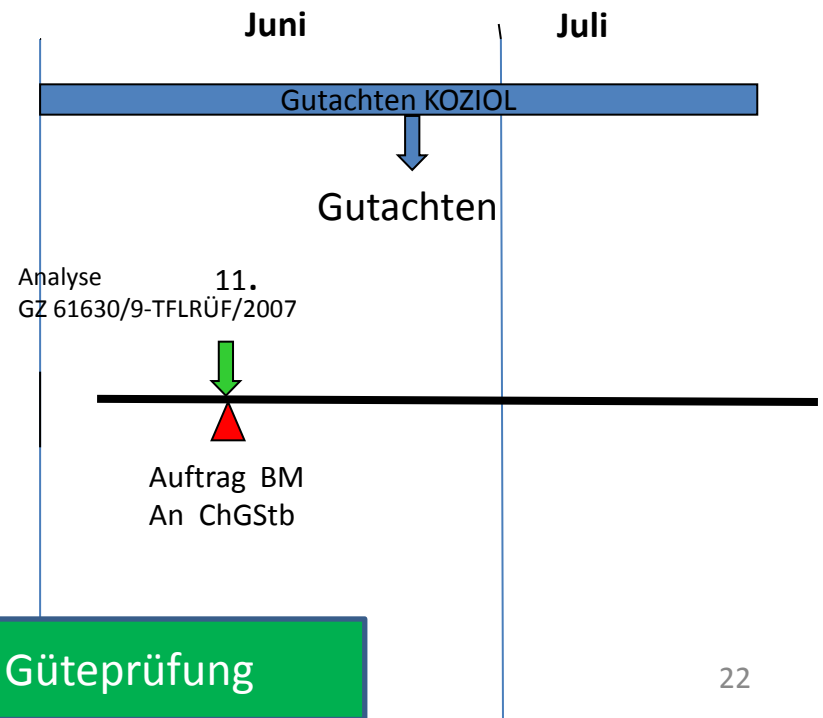 Juni
Juli
Gutachten KOZIOL
Gutachten
Analyse
11.
GZ 61630/9-TFLRÜF/2007
Auftrag BM
An ChGStb
Güteprüfung
22